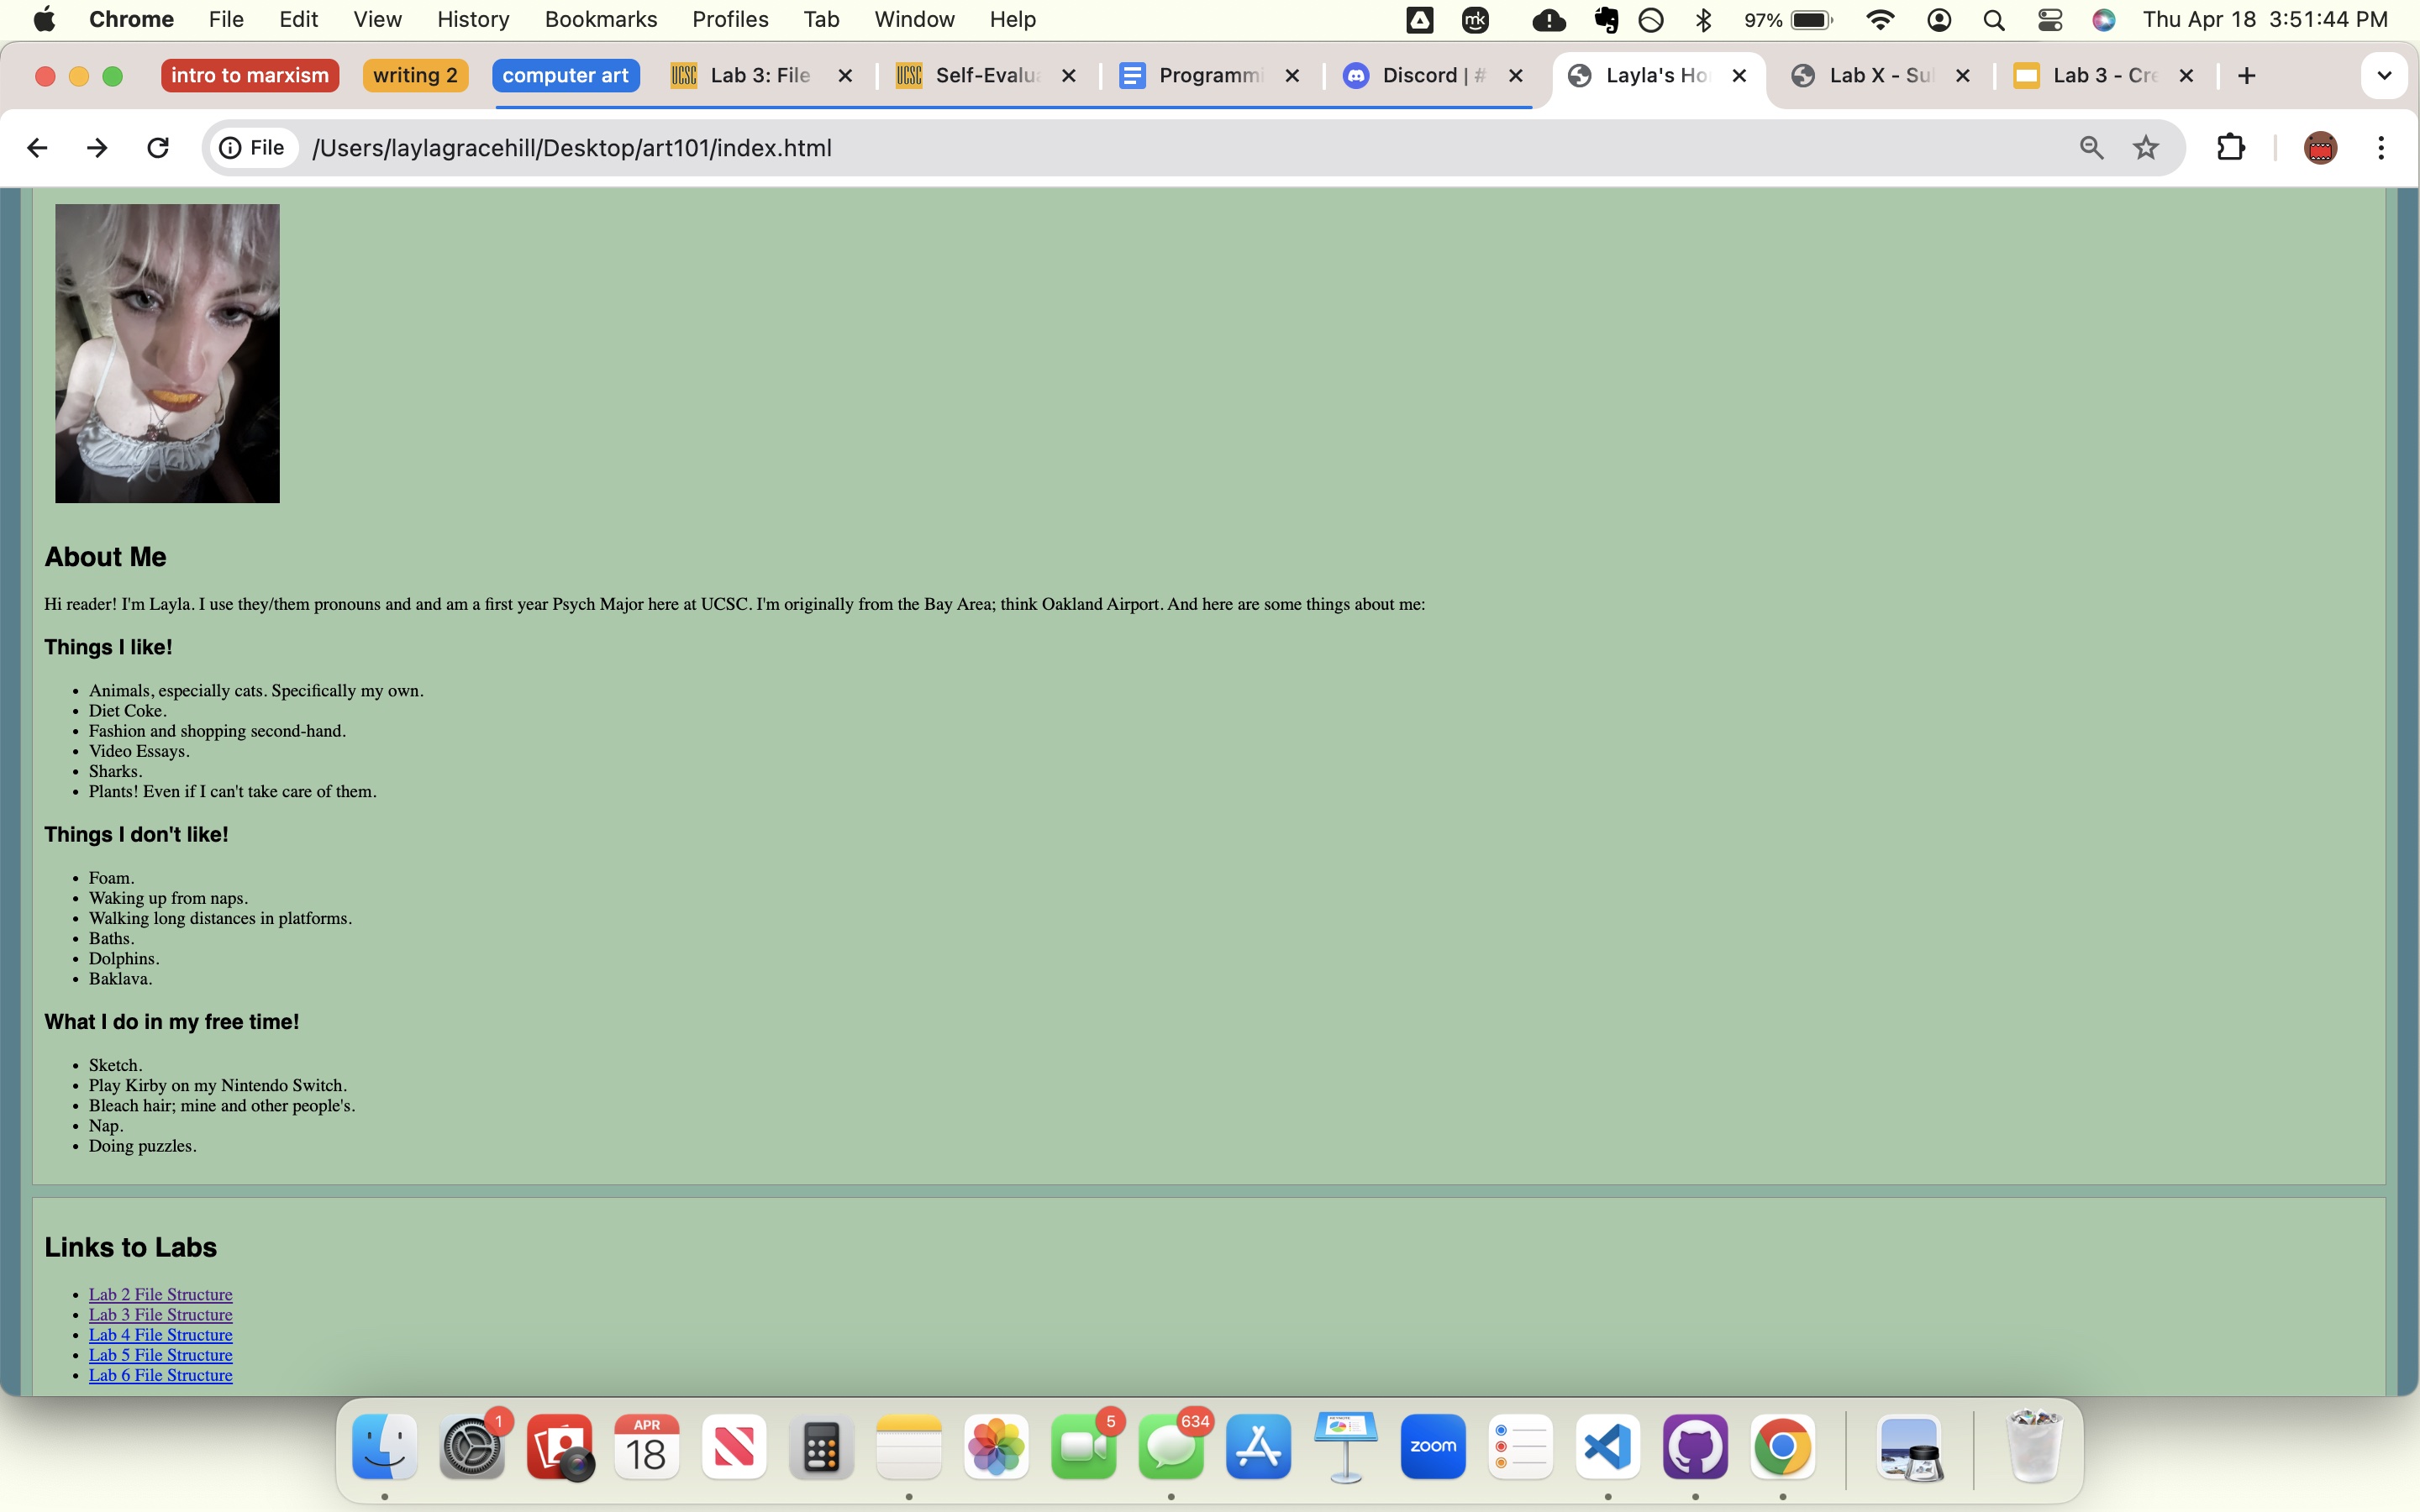 Chrome File Edit View History Bookmarks Profiles Tab Window Help mk 97% Thu Apr 18 3:51:44 PM
intro to marxism writing 2 computer art UCSC Lab 3: File UCSC Self-Evalua Programmi Discord | # Layla's Ho Lab X - Su Lab 3 - Cre
File /Users/laylagracehill/Desktop/art101/index.html
About Me
Hi reader! I'm Layla. I use they/them pronouns and and am a first year Psych Major here at UCSC. I'm originally from the Bay Area; think Oakland Airport. And here are some things about me:
Things I like!
• Animals, especially cats. Specifically my own.
• Diet Coke.
• Fashion and shopping second-hand.
• Video Essays.
• Sharks.
• Plants! Even if I can't take care of them.
Things I don't like!
• Foam.
• Waking up from naps.
• Walking long distances in platforms.
• Baths.
• Dolphins.
• Baklava.
What I do in my free time!
• Sketch.
• Play Kirby on my Nintendo Switch.
• Bleach hair; mine and other people's.
• Nap.
• Doing puzzles.
Links to Labs
• Lab 2 File Structure
• Lab 3 File Structure
• Lab 4 File Structure
• Lab 5 File Structure
• Lab 6 File Structure
1 APR 5 634
18 zoom